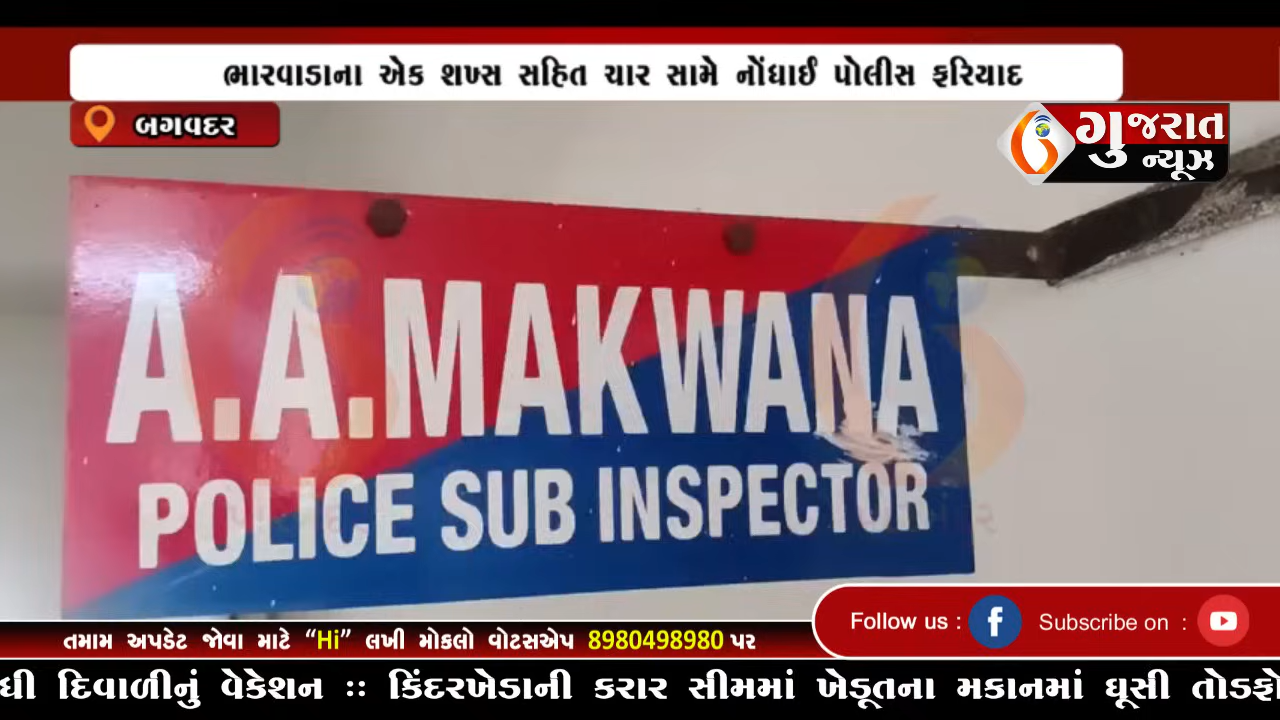 ભારવાડાના એક શખ્સ સહિત ચાર સામે નોંધાઈ પોલીસ ફરિયાદ
બગવદર
ગુજરાત
ન્યૂઝ
A.A.MAKWANA
POLICE SUB INSPECTOR
Follow us :
Subscribe on :
તમામ અપડેટ જોવા માટે “Hi” લખી મોકલો વોટસએપ 8980498980 પર
ધી દિવાળીનું વેકેશન :: કિંદરખેડાની કરાર સીમમાં ખેડૂતના મકાનમાં ઘૂસી તોડફો